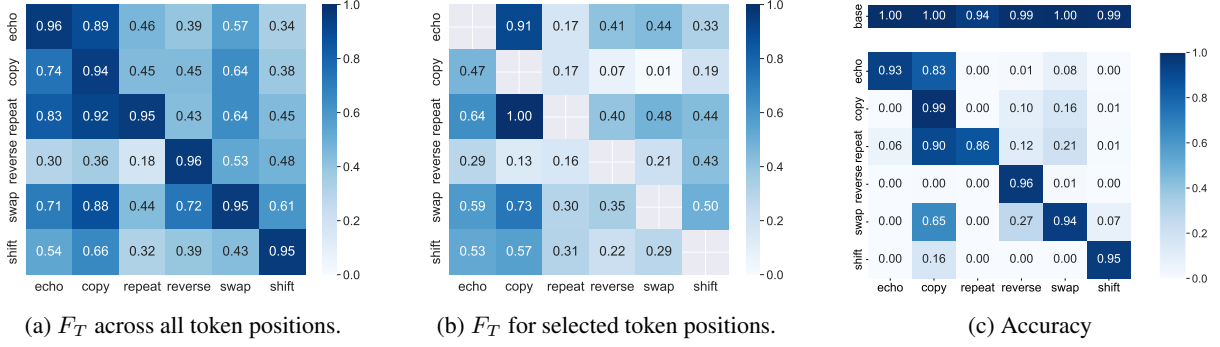 echo 0.96 0.89 0.46 0.39 0.57 0.34
copy 0.74 0.94 0.45 0.45 0.64 0.38
repeat 0.83 0.92 0.95 0.43 0.64 0.45
reverse 0.30 0.36 0.18 0.96 0.53 0.48
swap 0.71 0.88 0.44 0.72 0.95 0.61
shift 0.54 0.66 0.32 0.39 0.43 0.95
echo copy repeat reverse swap shift
1.0
0.8
0.6
0.4
0.2
0.0
(a) F_T across all token positions.
echo 0.91 0.17 0.41 0.44 0.33
copy 0.47 0.17 0.07 0.01 0.19
repeat 0.64 1.00 0.40 0.48 0.44
reverse 0.29 0.13 0.16 0.21 0.43
swap 0.59 0.73 0.30 0.35 0.50
shift 0.53 0.57 0.31 0.22 0.29
echo copy repeat reverse swap shift
1.0
0.8
0.6
0.4
0.2
0.0
(b) F_T for selected token positions.
base 1.00 1.00 0.94 0.99 1.00 0.99
echo 0.93 0.83 0.00 0.01 0.08 0.00
copy 0.00 0.99 0.00 0.10 0.16 0.01
repeat 0.06 0.90 0.86 0.12 0.21 0.01
reverse 0.00 0.00 0.00 0.96 0.01 0.00
swap 0.00 0.65 0.00 0.27 0.94 0.07
shift 0.00 0.16 0.00 0.00 0.00 0.95
echo copy repeat reverse swap shift
1.0
0.8
0.6
0.4
0.2
0.0
(c) Accuracy